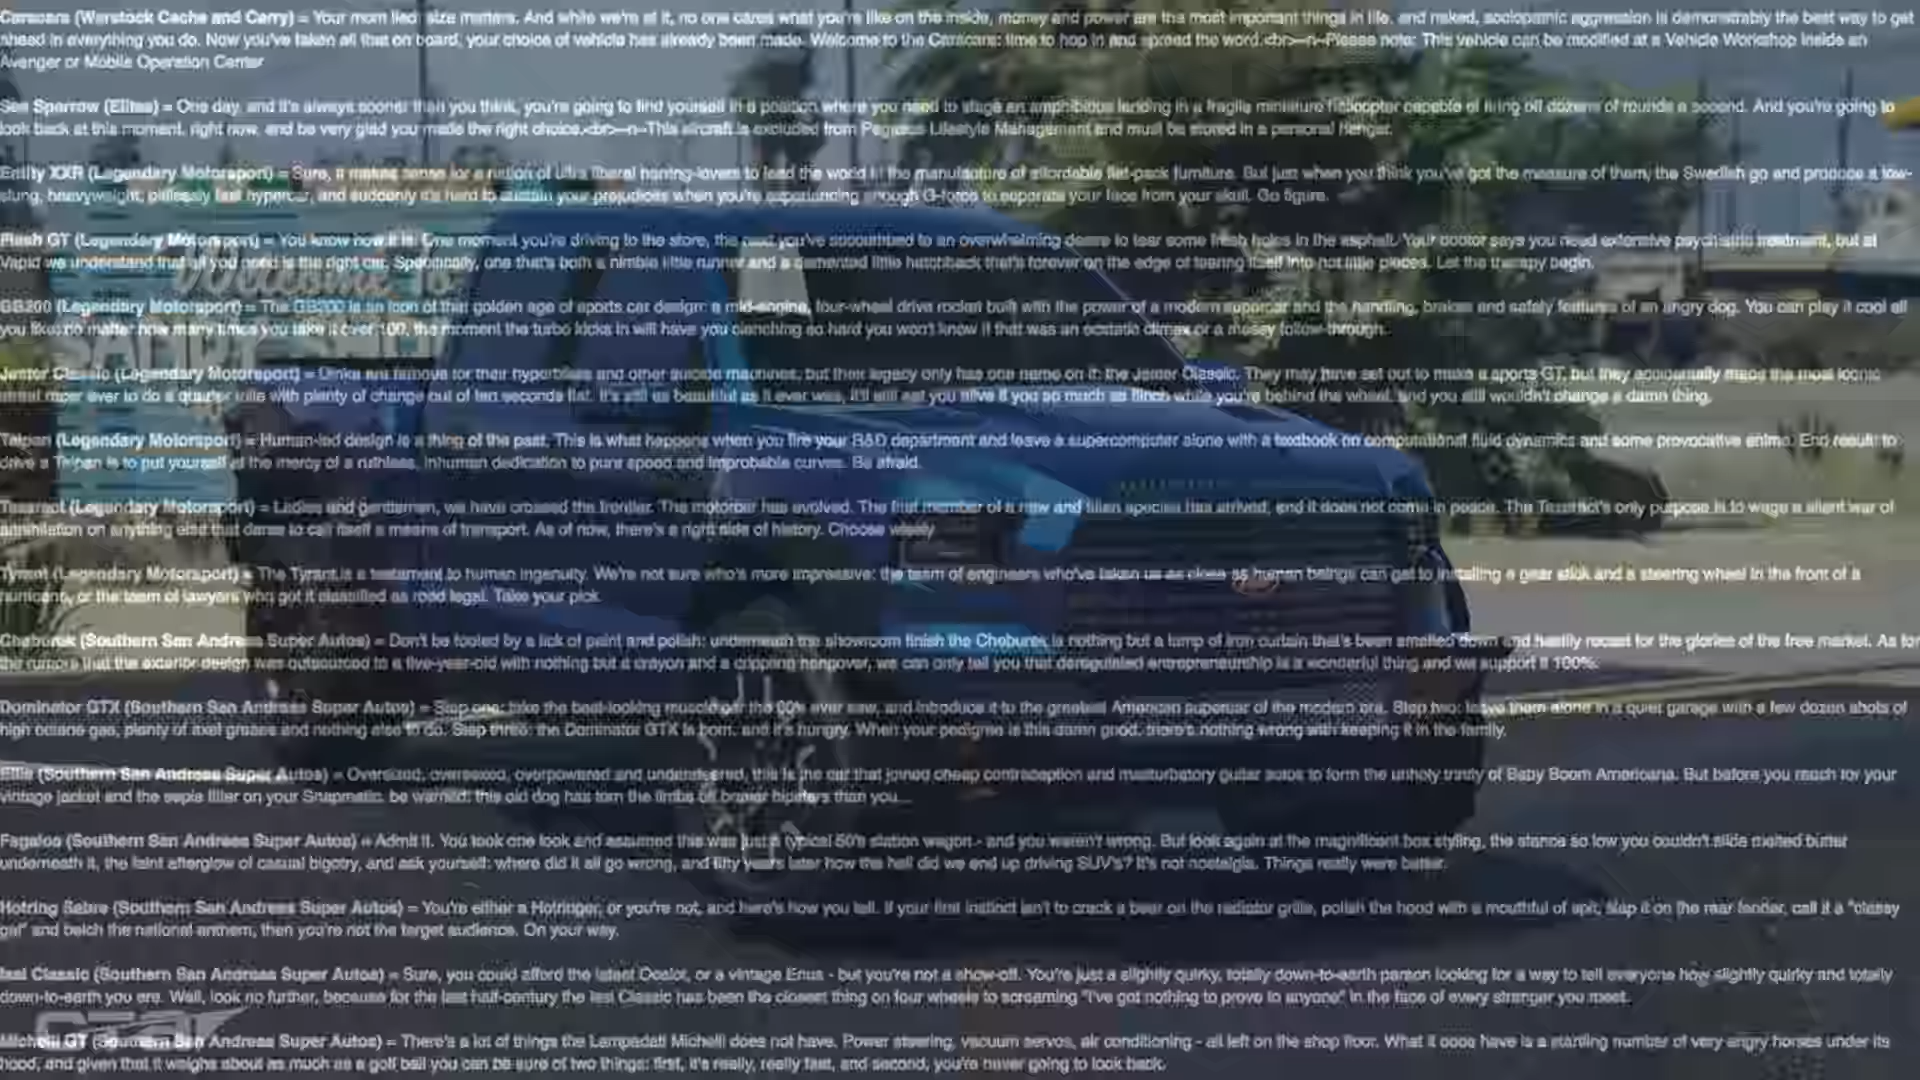 Caracara (Warstock Cache and Carry) = Your mom lied: size matters. And while we're at it, no one cares what you're like on the inside, money and power are the most important things in life, and naked, sociopathic aggression is demonstrably the best way to get
ahead in everything you do. Now you've taken all that on board, your choice of vehicle has already been made. Welcome to the Caracara: time to hop in and spread the word.<br>—n—Please note: This vehicle can be modified at a Vehicle Workshop inside an
Avenger or Mobile Operation Center
Sea Sparrow (Elitas) = One day, and it's always sooner than you think, you're going to find yourself in a position where you need to stage an amphibious landing in a fragile miniature helicopter capable of firing off dozens of rounds a second. And you're going to
look back at this moment, right now, and be very glad you made the right choice.<br>—n—This aircraft is excluded from Pegasus Lifestyle Management and must be stored in a personal Hangar.
Entity XXR (Legendary Motorsport) = Sure, it makes sense for a nation of ultra liberal herring-lovers to lead the world in the manufacture of affordable flat-pack furniture. But just when you think you've got the measure of them, the Swedish go and produce a low-
slung, heavyweight, pitilessly fast hypercar, and suddenly it's hard to sustain your prejudices when you're experiencing enough G-force to separate your face from your skull. Go figure.
Flash GT (Legendary Motorsport) = You know how it is. One moment you're driving to the store, the next you've succumbed to an overwhelming desire to tear some fresh holes in the asphalt. Your doctor says you need extensive psychiatric treatment, but at
Vapid we understand that all you need is the right car. Specifically, one that's both a nimble little runner and a demented little hatchback that's forever on the edge of tearing itself into hot little pieces. Let the therapy begin.
Welcome to
SANDY SHORES
GB200 (Legendary Motorsport) = The GB200 is an icon of that golden age of sports car design: a mid-engine, four-wheel drive rocket built with the power of a modern supercar and the handling, brakes and safety features of an angry dog. You can play it cool all
you like: no matter how many times you take it over 100, the moment the turbo kicks in will have you clenching so hard you won't know if that was an ecstatic climax or a messy follow-through.
Jester Classic (Legendary Motorsport) = Dinka are famous for their hyperbikes and other suicide machines, but their legacy only has one name on it: the Jester Classic. They may have set out to make a sports GT, but they accidentally made the most iconic
street racer ever to do a quarter mile with plenty of change out of ten seconds flat. It's still as beautiful as it ever was, it'll still eat you alive if you so much as flinch while you're behind the wheel, and you still wouldn't change a damn thing.
Taipan (Legendary Motorsport) = Human-led design is a thing of the past. This is what happens when you fire your R&D department and leave a supercomputer alone with a textbook on computational fluid dynamics and some provocative anime. End result: to
drive a Taipan is to put yourself at the mercy of a ruthless, inhuman dedication to pure speed and improbable curves. Be afraid.
Tezeract (Legendary Motorsport) = Ladies and gentlemen, we have crossed the frontier. The motorcar has evolved. The first member of a new and alien species has arrived, and it does not come in peace. The Tezeract's only purpose is to wage a silent war of
annihilation on anything else that dares to call itself a means of transport. As of now, there's a right side of history. Choose wisely
Tyrant (Legendary Motorsport) = The Tyrant is a testament to human ingenuity. We're not sure who's more impressive: the team of engineers who've taken us as close as human beings can get to installing a gear stick and a steering wheel in the front of a
hurricane, or the team of lawyers who got it classified as road legal. Take your pick.
Cheburek (Southern San Andreas Super Autos) = Don't be fooled by a lick of paint and polish: underneath the showroom finish the Cheburek is nothing but a lump of iron curtain that's been smelted down and hastily recast for the glories of the free market. As for
the rumors that the exterior design was outsourced to a five-year-old with nothing but a crayon and a crippling hangover, we can only tell you that deregulated entrepreneurship is a wonderful thing and we support it 100%.
Dominator GTX (Southern San Andreas Super Autos) = Step one: take the best-looking muscle car the 60's ever saw, and introduce it to the greatest American supercar of the modern era. Step two: leave them alone in a quiet garage with a few dozen shots of
high octane gas, plenty of axel grease and nothing else to do. Step three: the Dominator GTX is born, and it's hungry. When your pedigree is this damn good, there's nothing wrong with keeping it in the family.
Ellie (Southern San Andreas Super Autos) = Oversized, oversexed, overpowered and understeered, this is the car that joined cheap contraception and masturbatory guitar solos to form the unholy trinity of Baby Boom Americana. But before you reach for your
vintage jacket and the sepia filter on your Snapmatic, be warned: this old dog has torn the limbs off braver hipsters than you...
Fagaloa (Southern San Andreas Super Autos) = Admit it. You took one look and assumed this was just a typical 50's station wagon - and you weren't wrong. But look again at the magnificent box styling, the stance so low you couldn't slide melted butter
underneath it, the faint afterglow of casual bigotry, and ask yourself: where did it all go wrong, and fifty years later how the hell did we end up driving SUV's? It's not nostalgia. Things really were better.
Hotring Sabre (Southern San Andreas Super Autos) = You're either a Hotringer, or you're not, and here's how you tell. If your first instinct isn't to crack a beer on the radiator grille, polish the hood with a mouthful of spit, slap it on the rear fender, call it a "classy
girl" and belch the national anthem, then you're not the target audience. On your way.
Issi Classic (Southern San Andreas Super Autos) = Sure, you could afford the latest Ocelot, or a vintage Enus - but you're not a show-off. You're just a slightly quirky, totally down-to-earth person looking for a way to tell everyone how slightly quirky and totally
down-to-earth you are. Well, look no further, because for the last half-century the Issi Classic has been the closest thing on four wheels to screaming "I've got nothing to prove to anyone" in the face of every stranger you meet.
Michelli GT (Southern San Andreas Super Autos) = There's a lot of things the Lampadati Michelli does not have. Power steering, vacuum servos, air conditioning - all left on the shop floor. What it does have is a startling number of very angry horses under its
hood, and given that it weighs about as much as a golf ball you can be sure of two things: first, it's really, really fast, and second, you're never going to look back.